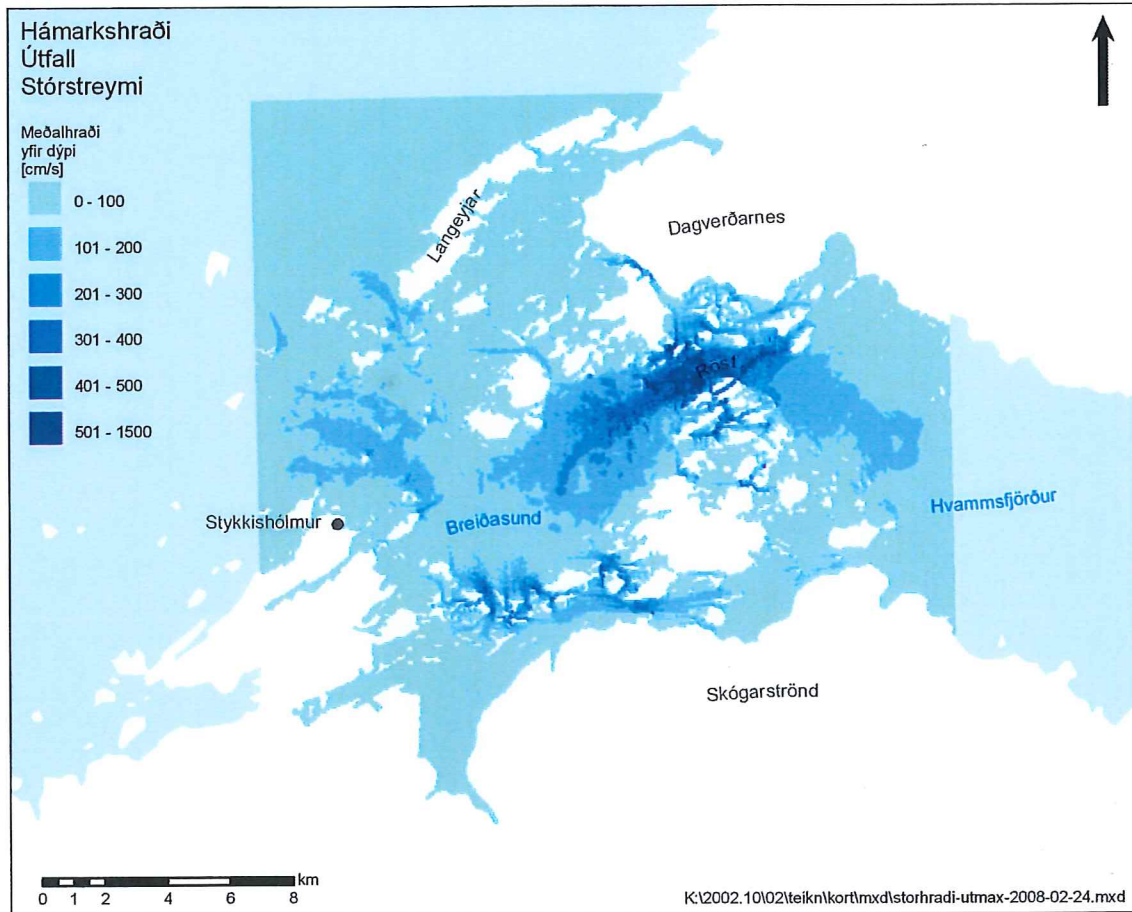 Hámarkshraði
Útfall
Stórstreymi
Meðalhraði
yfir dýpi
[cm/s]
0 - 100
101 - 200
201 - 300
301 - 400
401 - 500
501 - 1500
Langeyjar
Dagverðarnes
Röst
Hvammsfjörður
Stykkishólmur
Breiðasund
Skógarströnd
km
0 1 2 4 6 8
K:\2002.10\02\teikn\kort\mxd\storhradi-utmax-2008-02-24.mxd